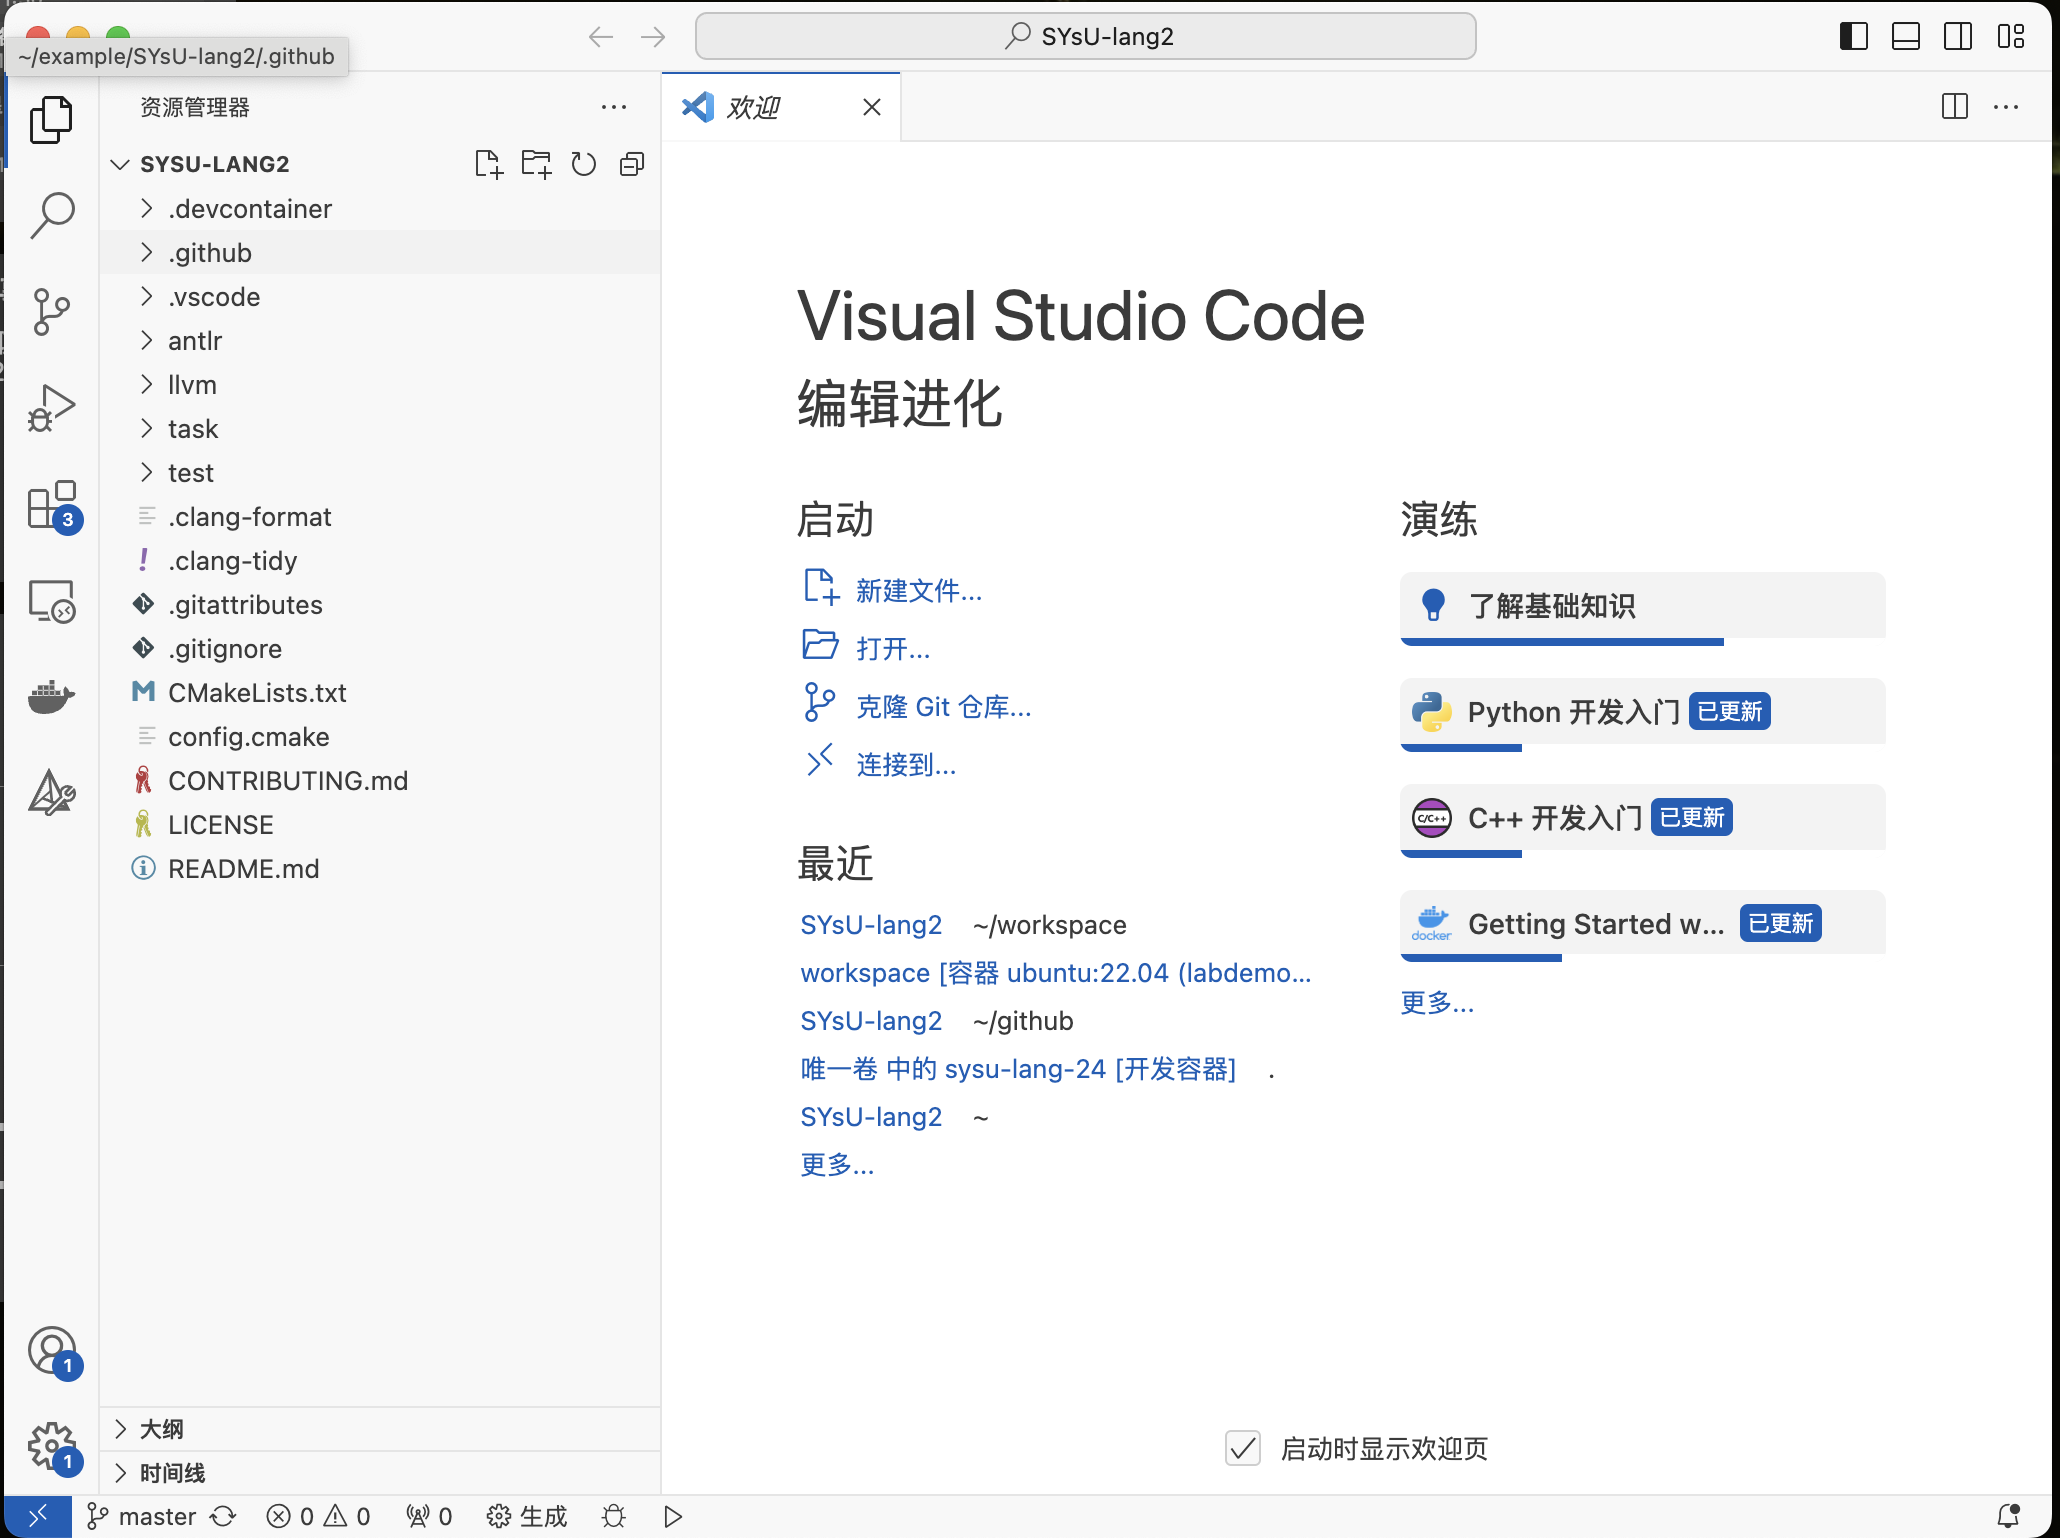 SYsU-lang2
~/example/SYsU-lang2/.github
资源管理器
欢迎
SYSU-LANG2
.devcontainer
.github
.vscode
antlr
llvm
task
test
.clang-format
.clang-tidy
.gitattributes
.gitignore
CMakeLists.txt
config.cmake
CONTRIBUTING.md
LICENSE
README.md
大纲
时间线
3
1
1
Visual Studio Code
编辑进化
启动
新建文件...
打开...
克隆 Git 仓库...
连接到...
最近
SYsU-lang2 ~/workspace
workspace [容器 ubuntu:22.04 (labdemo...
SYsU-lang2 ~/github
唯一卷 中的 sysu-lang-24 [开发容器] .
SYsU-lang2 ~
更多...
演练
了解基础知识
Python 开发入门 已更新
C/C++ C++ 开发入门 已更新
docker Getting Started w... 已更新
更多...
启动时显示欢迎页
master 0 0 0 生成